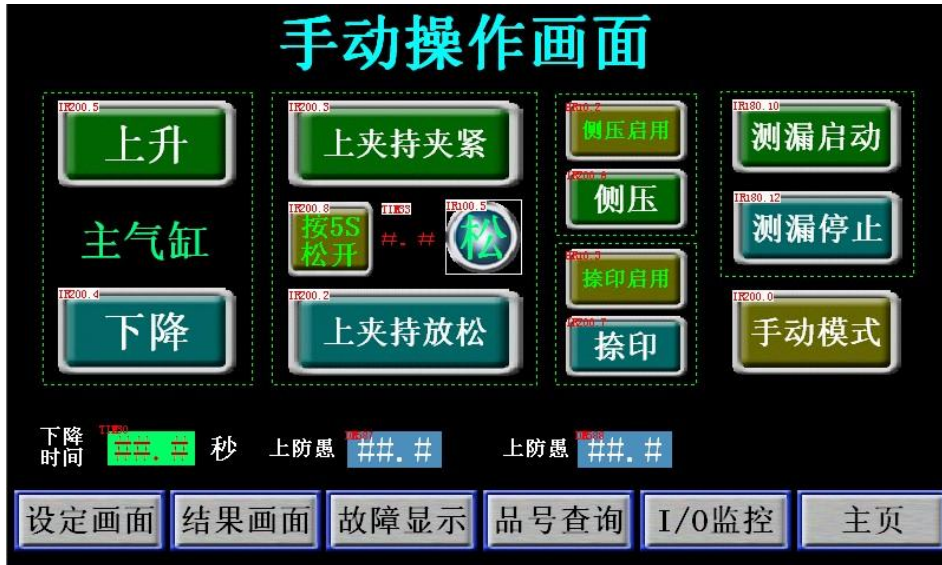 手动操作画面
IR200.5
上升
主气缸
IR200.4
下降
IR200.3
上夹持夹紧
IR200.8
按5S
松开
TIM33
#.#
IR100.5
松
IR200.2
上夹持放松
侧压启用
侧压
捺印启用
捺印
IR180.10
测漏启动
IR180.12
测漏停止
IR200.0
手动模式
下降
时间
TIM30
##.#
秒
上防愚
##.#
上防愚
##.#
设定画面
结果画面
故障显示
品号查询
I/O监控
主页